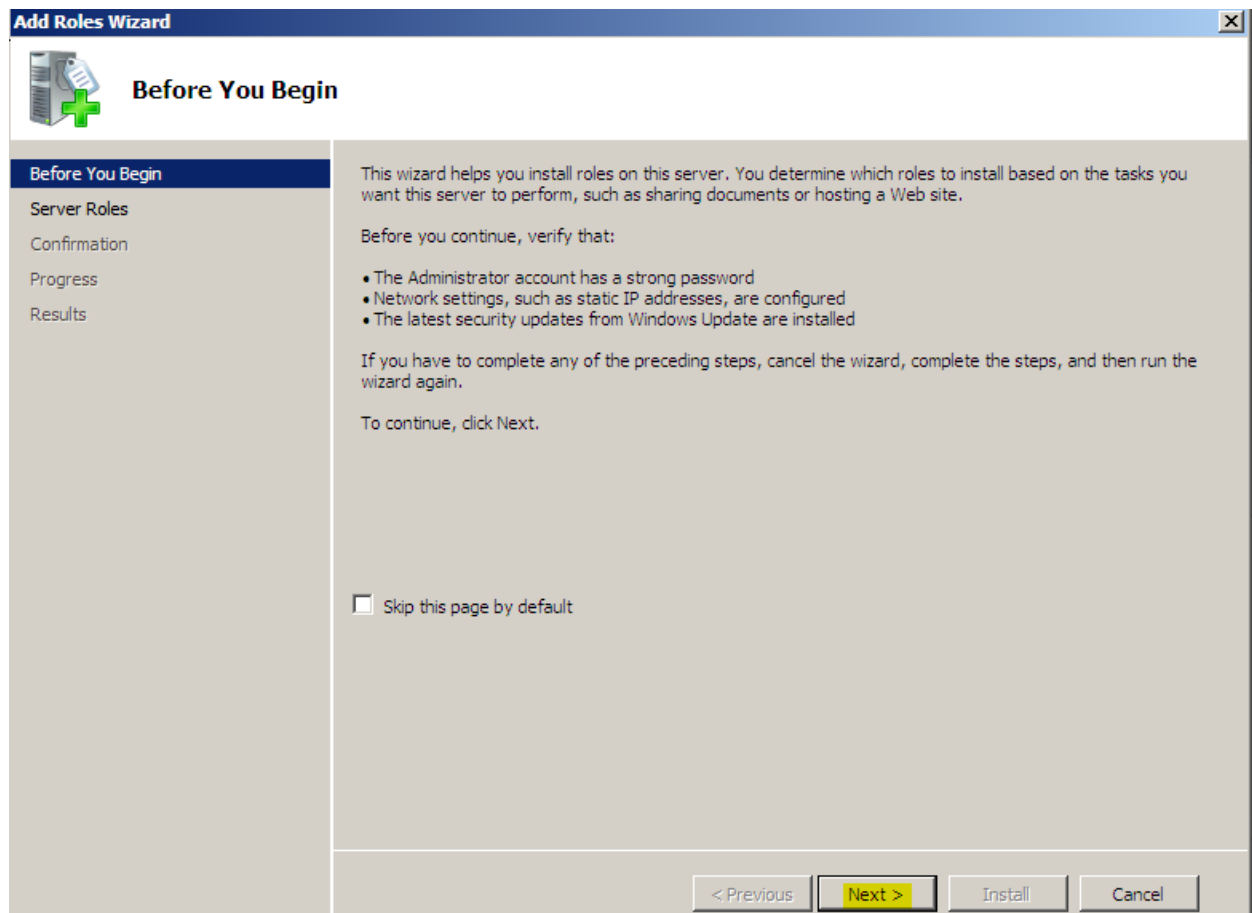 Add Roles Wizard
Before You Begin
Before You Begin
Server Roles
Confirmation
Progress
Results
This wizard helps you install roles on this server. You determine which roles to install based on the tasks you
want this server to perform, such as sharing documents or hosting a Web site.
Before you continue, verify that:
• The Administrator account has a strong password
• Network settings, such as static IP addresses, are configured
• The latest security updates from Windows Update are installed
If you have to complete any of the preceding steps, cancel the wizard, complete the steps, and then run the
wizard again.
To continue, click Next.
Skip this page by default
< Previous
Next >
Install
Cancel